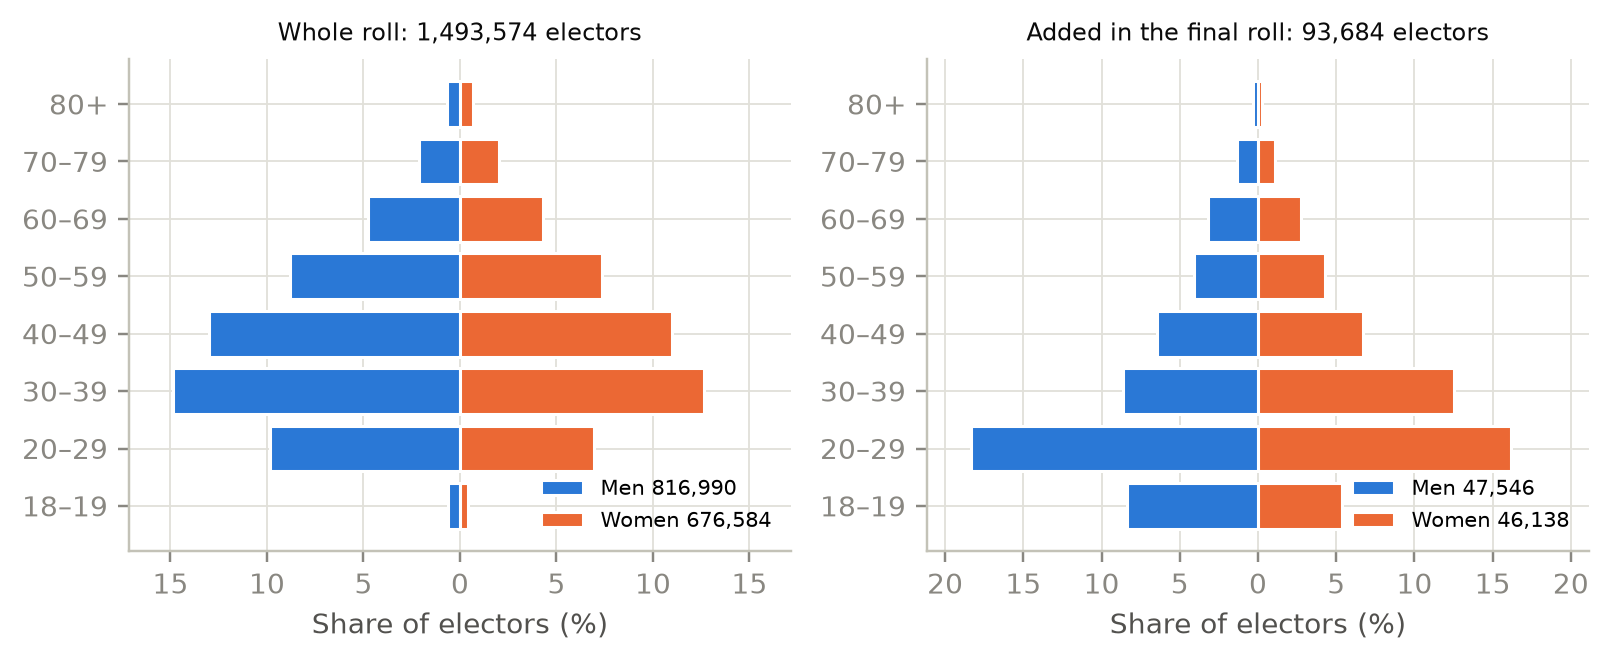 Whole roll: 1,493,574 electors
80+
70–79
60–69
50–59
40–49
30–39
20–29
18–19
Men 816,990
Women 676,584
15 10 5 0 5 10 15
Share of electors (%)
Added in the final roll: 93,684 electors
80+
70–79
60–69
50–59
40–49
30–39
20–29
18–19
Men 47,546
Women 46,138
20 15 10 5 0 5 10 15 20
Share of electors (%)